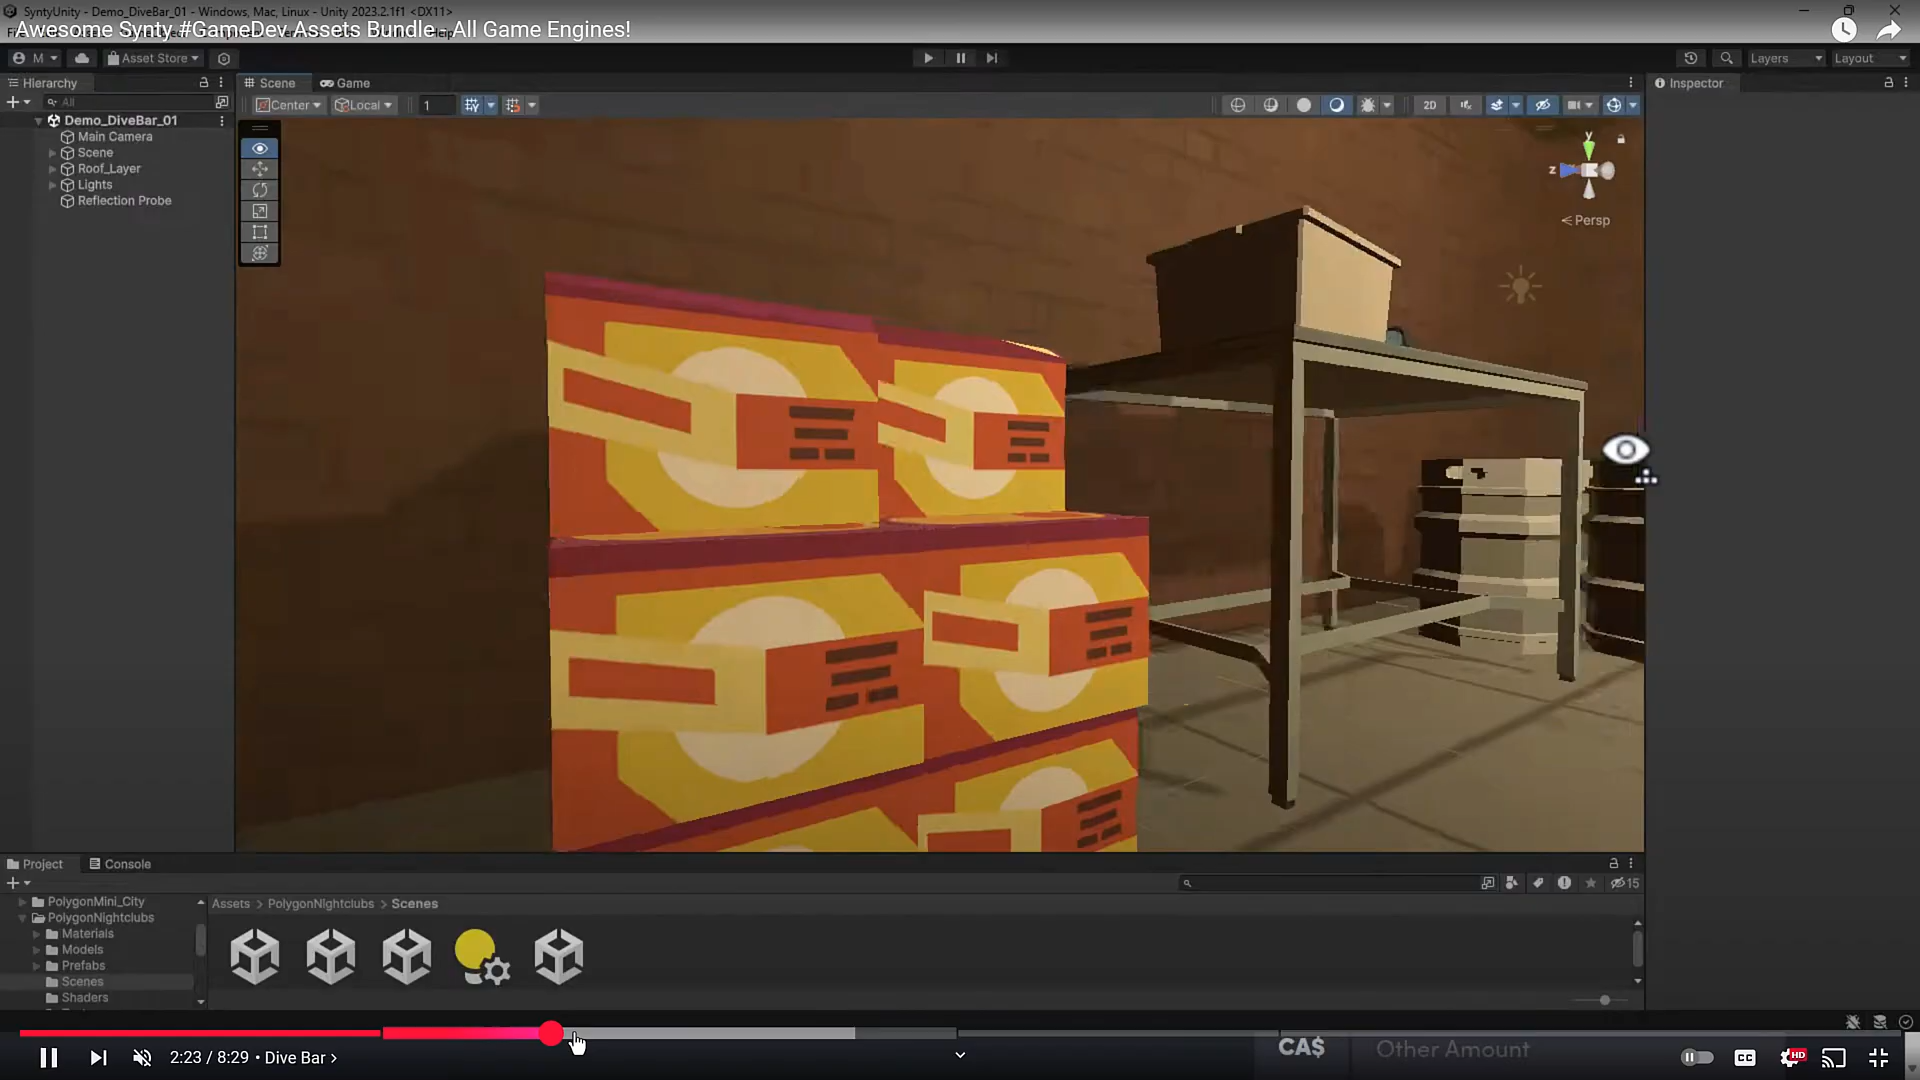 SyntyUnity - Demo_DiveBar_01 - Windows, Mac, Linux - Unity 2023.2.1f1 <DX11>
Awesome Synty #GameDev Assets Bundle - All Game Engines!
M
Asset Store
Layers
Layout
Hierarchy
Scene
Game
Inspector
All
Center
Local
1
2D
Demo_DiveBar_01
Main Camera
Scene
Roof_Layer
Lights
Reflection Probe
y
z
Persp
Project
Console
15
PolygonMini_City
PolygonNightclubs
Materials
Models
Prefabs
Scenes
Shaders
Assets > PolygonNightclubs > Scenes
2:23 / 8:29 • Dive Bar
CA$
Other Amount
CC
HD